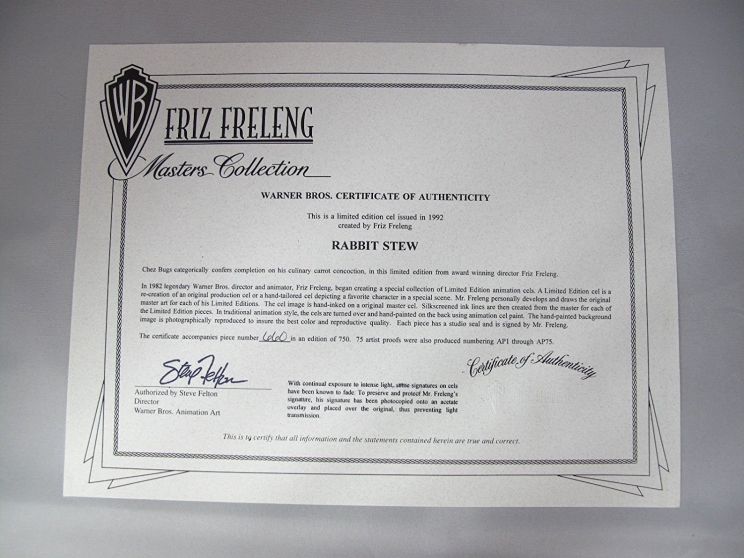 WB
FRIZ FRELENG
Masters Collection
WARNER BROS. CERTIFICATE OF AUTHENTICITY
This is a limited edition cel issued in 1992
created by Friz Freleng
RABBIT STEW
Chez Bugs categorically confers completion on his culinary carrot concoction, in this limited edition from award winning director Friz Freleng.
In 1982 legendary Warner Bros. director and animator, Friz Freleng, began creating a special collection of Limited Edition animation cels. A Limited Edition cel is a
re-creation of an original production cel or a hand-tailored cel depicting a favorite character in a special scene. Mr. Freleng personally develops and draws the original
master art for each of his Limited Editions. The cel image is hand-inked on a original master cel. Silkscreened ink lines are then created from the master for each of
the Limited Edition pieces. In traditional animation style, the cels are turned over and hand-painted on the back using animation cel paint. The hand-painted background
image is photographically reproduced to insure the best color and reproductive quality. Each piece has a studio seal and is signed by Mr. Freleng.
The certificate accompanies piece number 660 in an edition of 750. 75 artist proofs were also produced numbering AP1 through AP75.
Steve Felton
Authorized by Steve Felton
Director
Warner Bros. Animation Art
With continual exposure to intense light, some signatures on cels
have been known to fade. To preserve and protect Mr. Freleng's
signature, his signature has been photocopied onto an acetate
overlay and placed over the original, thus preventing light
transmission.
Certificate of Authenticity
This is to certify that all information and the statements contained herein are true and correct.